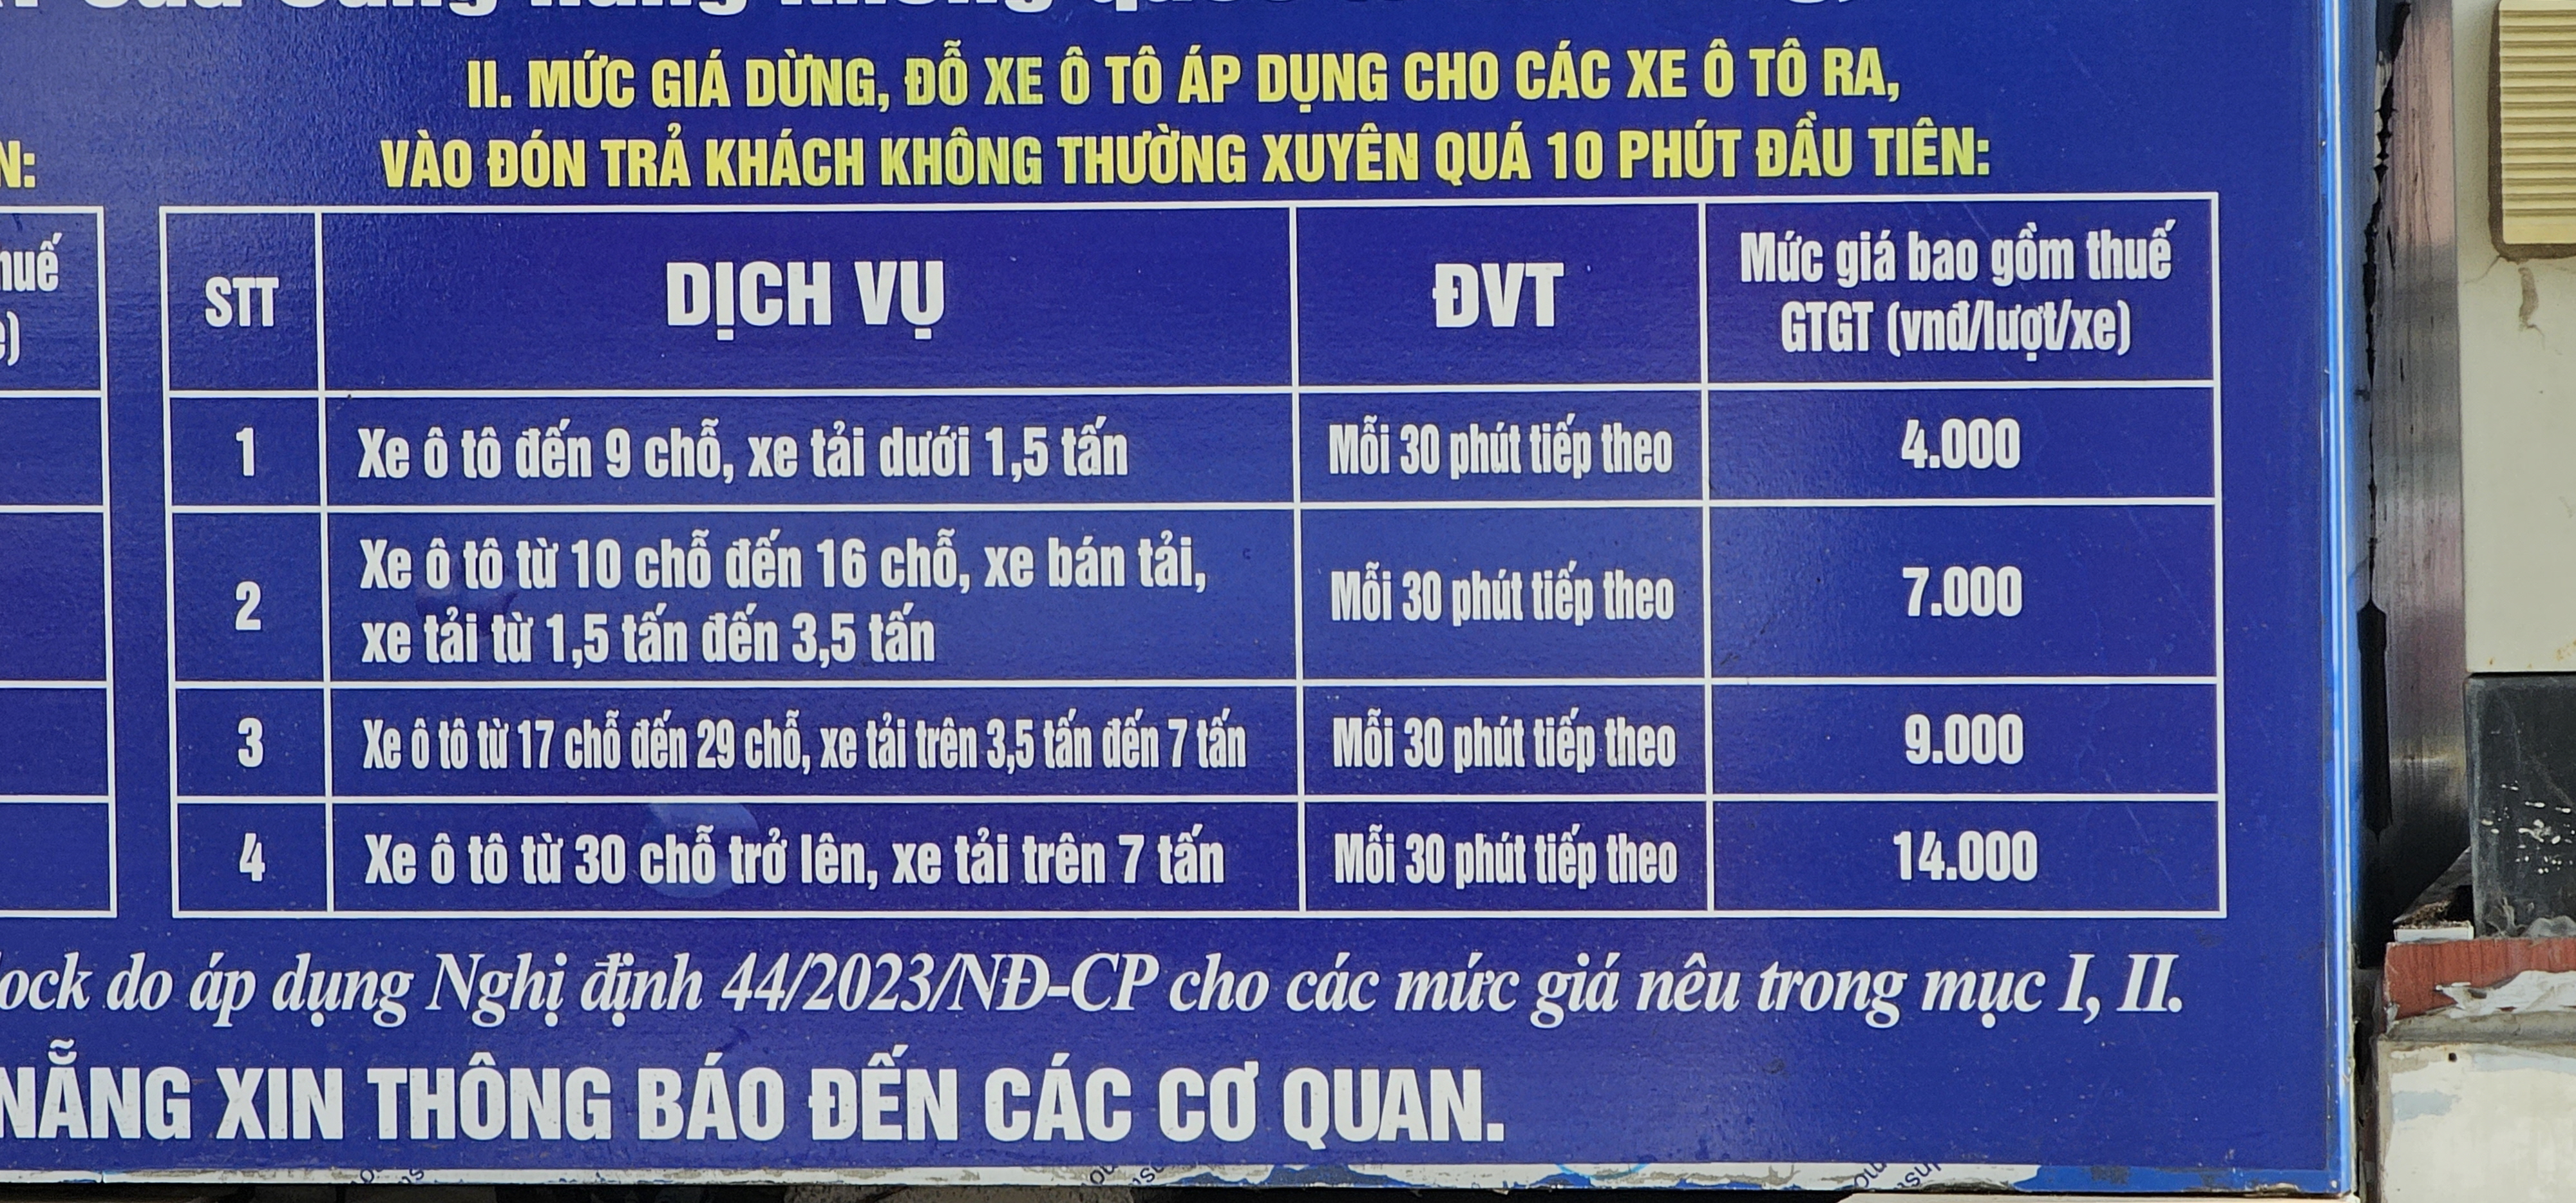 II. MỨC GIÁ DỪNG, ĐỖ XE Ô TÔ ÁP DỤNG CHO CÁC XE Ô TÔ RA,
VÀO ĐÓN TRẢ KHÁCH KHÔNG THƯỜNG XUYÊN QUÁ 10 PHÚT ĐẦU TIÊN:
STT
DỊCH VỤ
ĐVT
Mức giá bao gồm thuế
GTGT (vnđ/lượt/xe)
1
Xe ô tô đến 9 chỗ, xe tải dưới 1,5 tấn
Mỗi 30 phút tiếp theo
4.000
2
Xe ô tô từ 10 chỗ đến 16 chỗ, xe bán tải,
xe tải từ 1,5 tấn đến 3,5 tấn
Mỗi 30 phút tiếp theo
7.000
3
Xe ô tô từ 17 chỗ đến 29 chỗ, xe tải trên 3,5 tấn đến 7 tấn
Mỗi 30 phút tiếp theo
9.000
4
Xe ô tô từ 30 chỗ trở lên, xe tải trên 7 tấn
Mỗi 30 phút tiếp theo
14.000
do áp dụng Nghị định 44/2023/NĐ-CP cho các mức giá nêu trong mục I, II.
NẴNG XIN THÔNG BÁO ĐẾN CÁC CƠ QUAN.